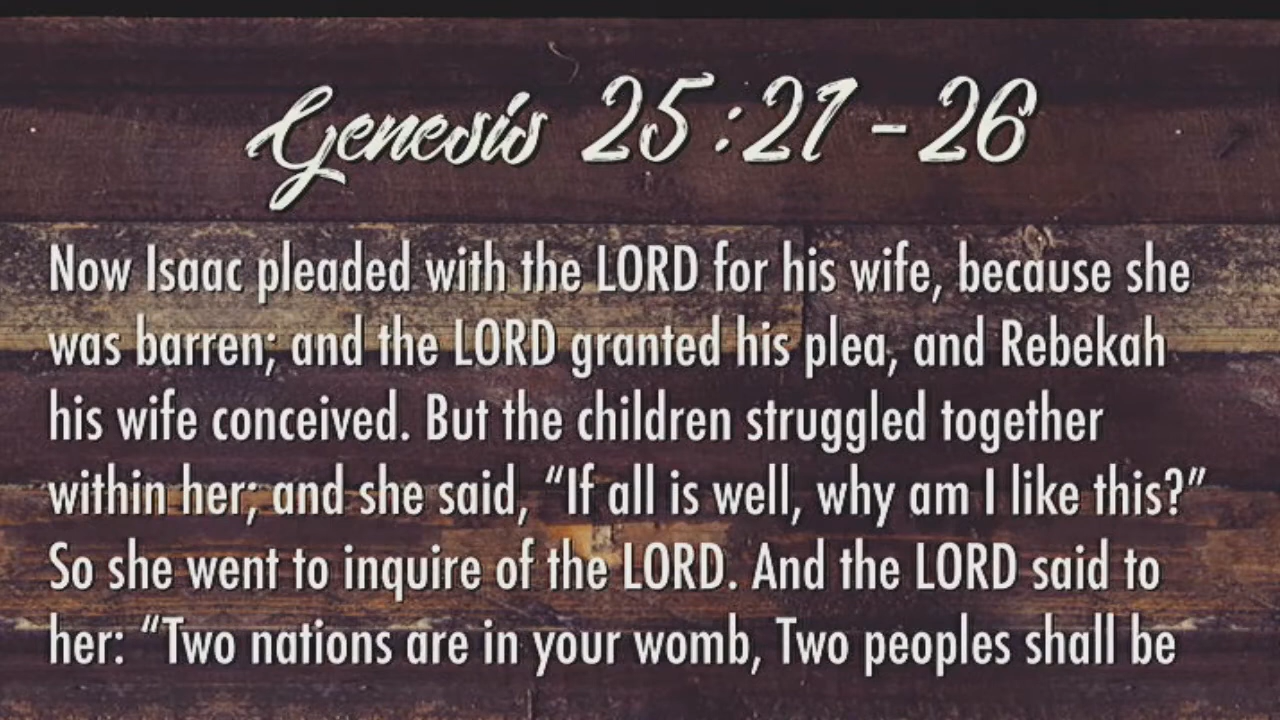 Genesis 25:21-26
Now Isaac pleaded with the LORD for his wife, because she
was barren; and the LORD granted his plea, and Rebekah
his wife conceived. But the children struggled together
within her; and she said, “If all is well, why am I like this?”
So she went to inquire of the LORD. And the LORD said to
her: “Two nations are in your womb, Two peoples shall be